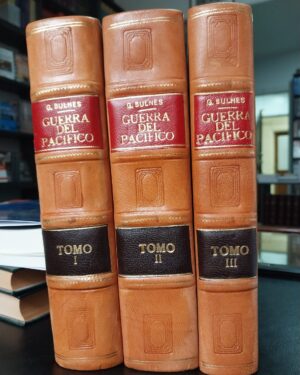 G. BULNES
GUERRA
DEL
PACIFICO
TOMO
I
G. BULNES
GUERRA
DEL
PACIFICO
TOMO
II
G. BULNES
GUERRA
DEL
PACIFICO
TOMO
III